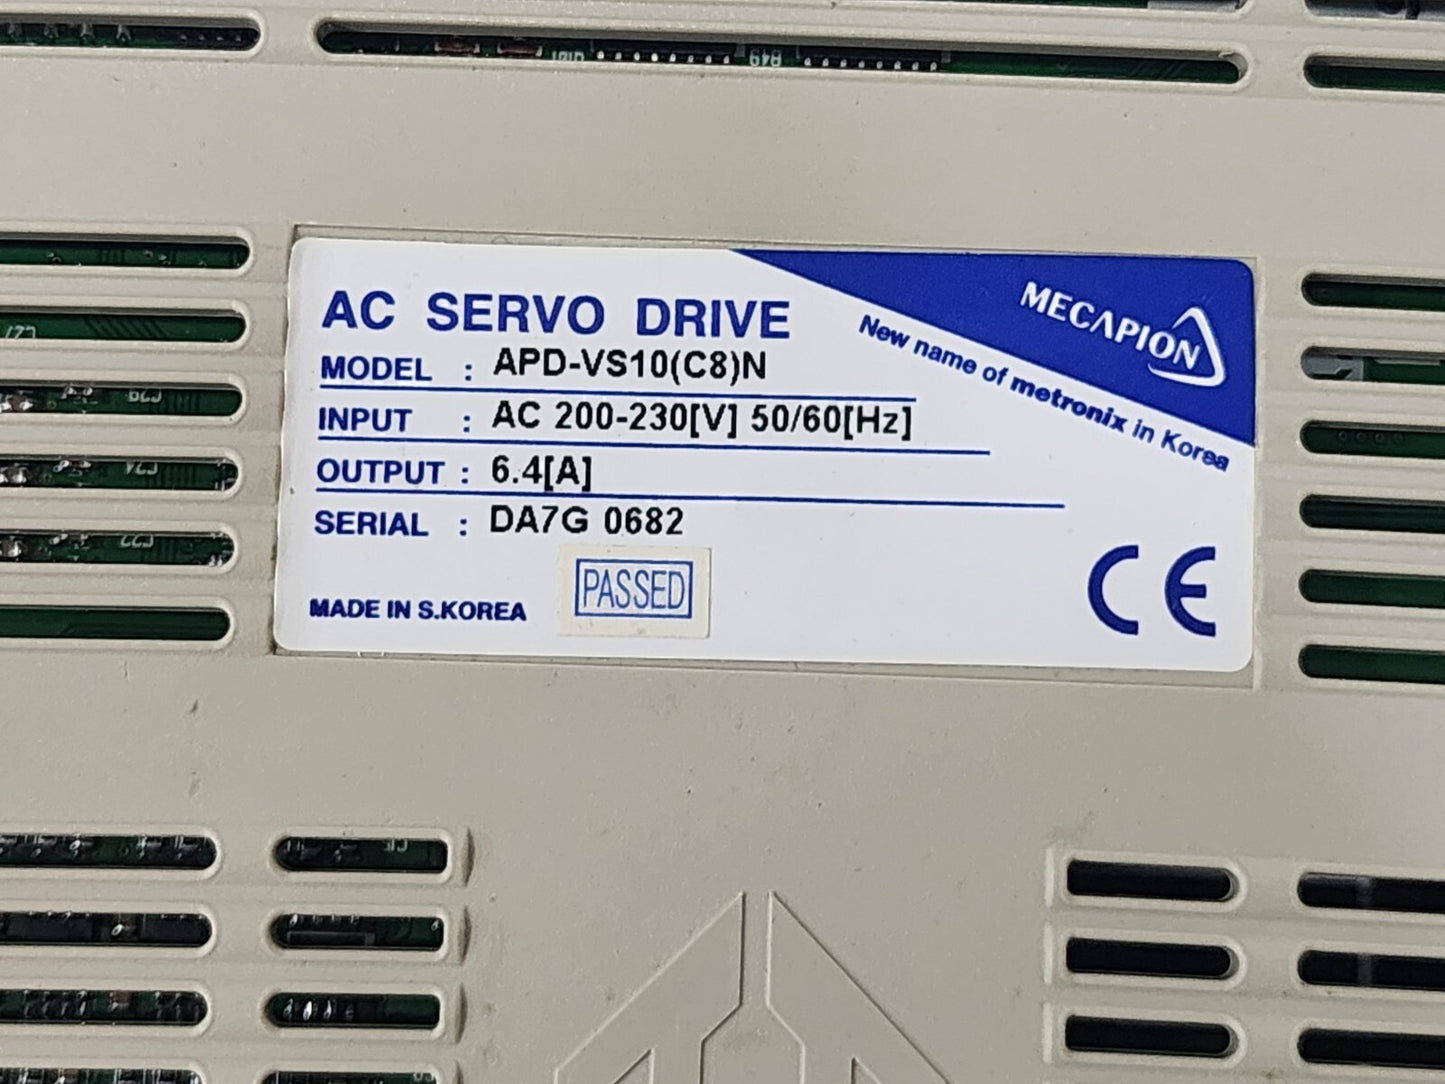 AC SERVO DRIVE
MODEL : APD-VS10(C8)N
INPUT : AC 200-230[V] 50/60[Hz]
OUTPUT : 6.4[A]
SERIAL : DA7G 0682
MADE IN S.KOREA
PASSED
MECAPION
New name of metronix in Korea
CE